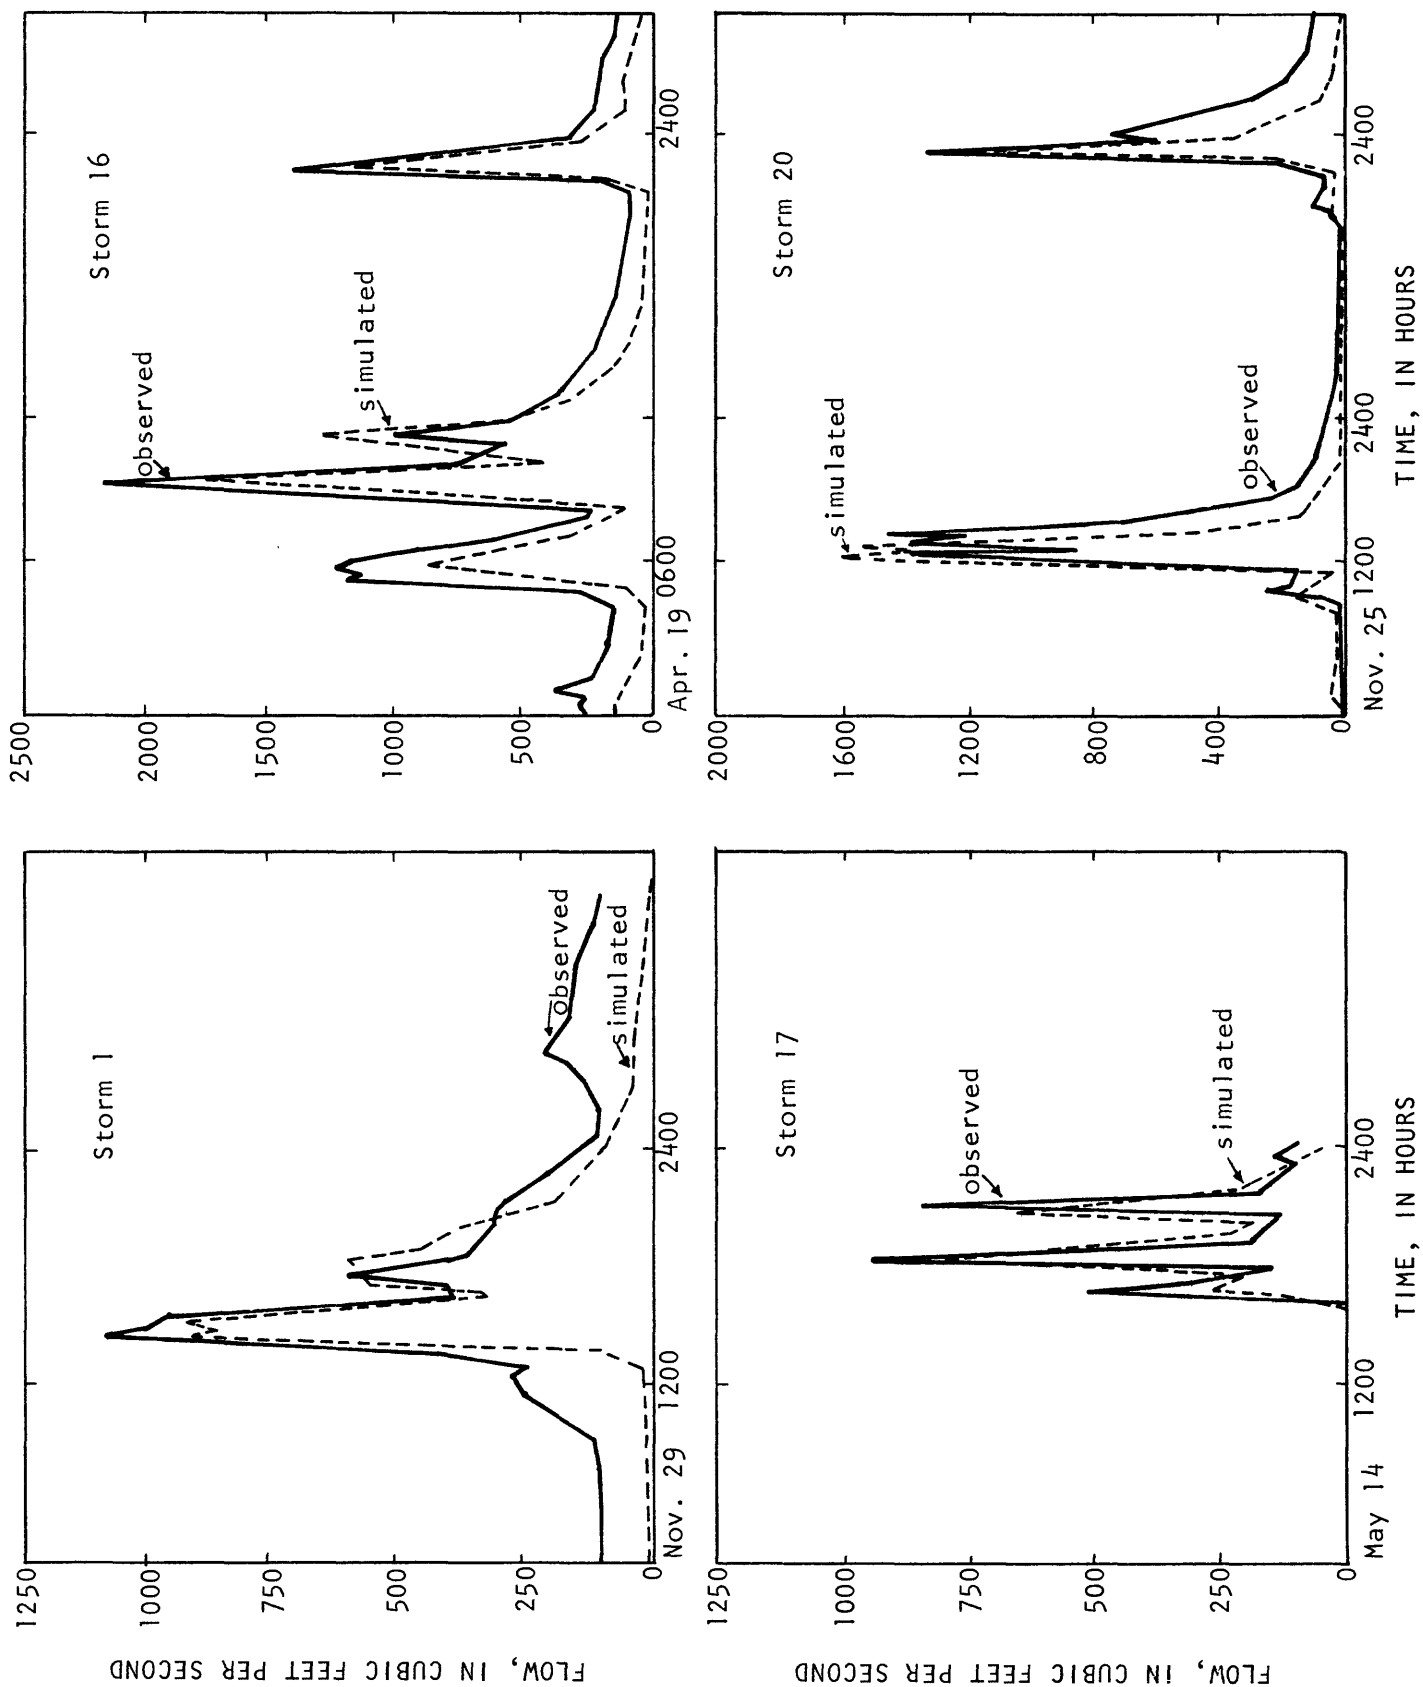 FLOW, IN CUBIC FEET PER SECOND
1250
1000
750
500
250
0
Storm 1
observed
simulated
Nov. 29
1200
2400
2500
2000
1500
1000
500
0
Storm 16
observed
simulated
Apr. 19
0600
2400
FLOW, iN CUBIC FEET PER SECOND
1250
1000
750
500
250
0
Storm 17
observed
simulated
May 14
1200
2400
TIME, IN HOURS
2000
1600
1200
800
400
0
Storm 20
simulated
observed
Nov. 25
1200
2400
2400
TIME, IN HOURS